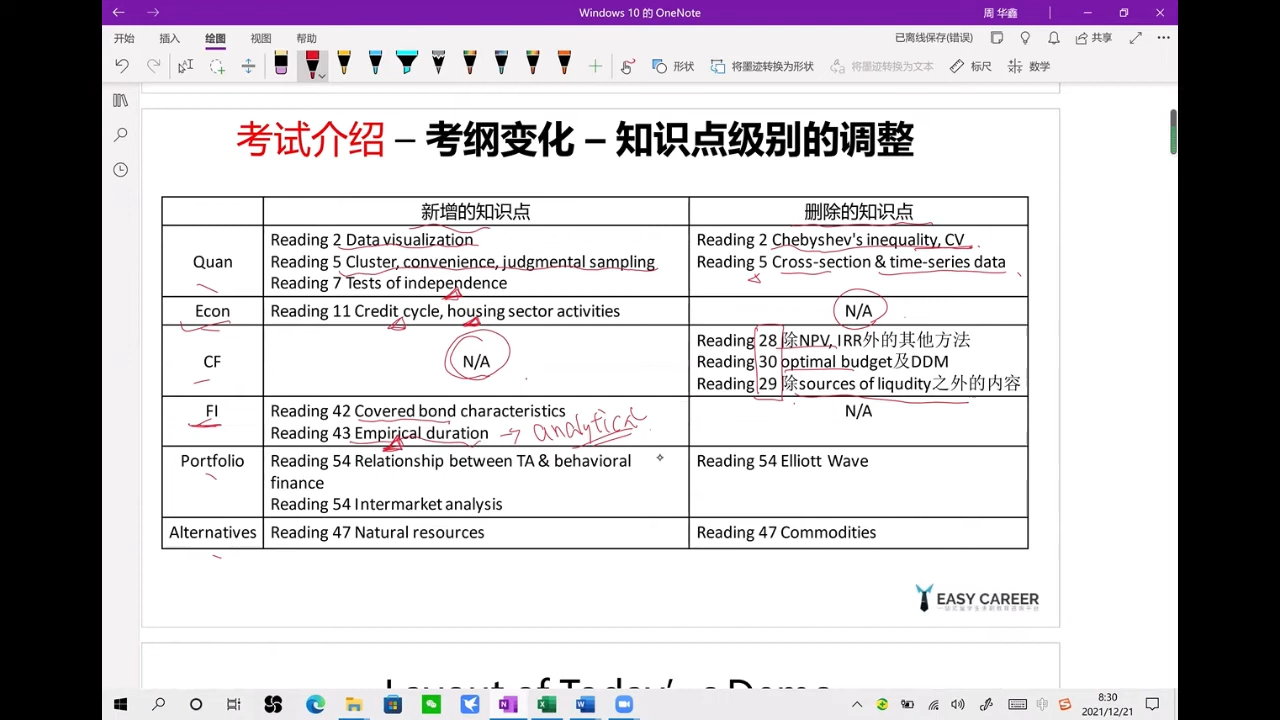 Windows 10 的 OneNote
周 华鑫
开始
插入
绘图
视图
帮助
已离线保存(错误)
共享
形状
将墨迹转换为形状
将墨迹转换为文本
标尺
数学
考试介绍 – 考纲变化 – 知识点级别的调整
新增的知识点
删除的知识点
Quan
Reading 2 Data visualization
Reading 5 Cluster, convenience, judgmental sampling
Reading 7 Tests of independence
Reading 2 Chebyshev's inequality, CV
Reading 5 Cross-section & time-series data
Econ
Reading 11 Credit cycle, housing sector activities
N/A
CF
N/A
Reading 28 除NPV, IRR外的其他方法
Reading 30 optimal budget及DDM
Reading 29 除sources of liqudity之外的内容
FI
Reading 42 Covered bond characteristics
Reading 43 Empirical duration
analytical
N/A
Portfolio
Reading 54 Relationship between TA & behavioral
finance
Reading 54 Intermarket analysis
Reading 54 Elliott Wave
Alternatives
Reading 47 Natural resources
Reading 47 Commodities
EASY CAREER
Layout of Today's Demo
中
8:30
2021/12/21